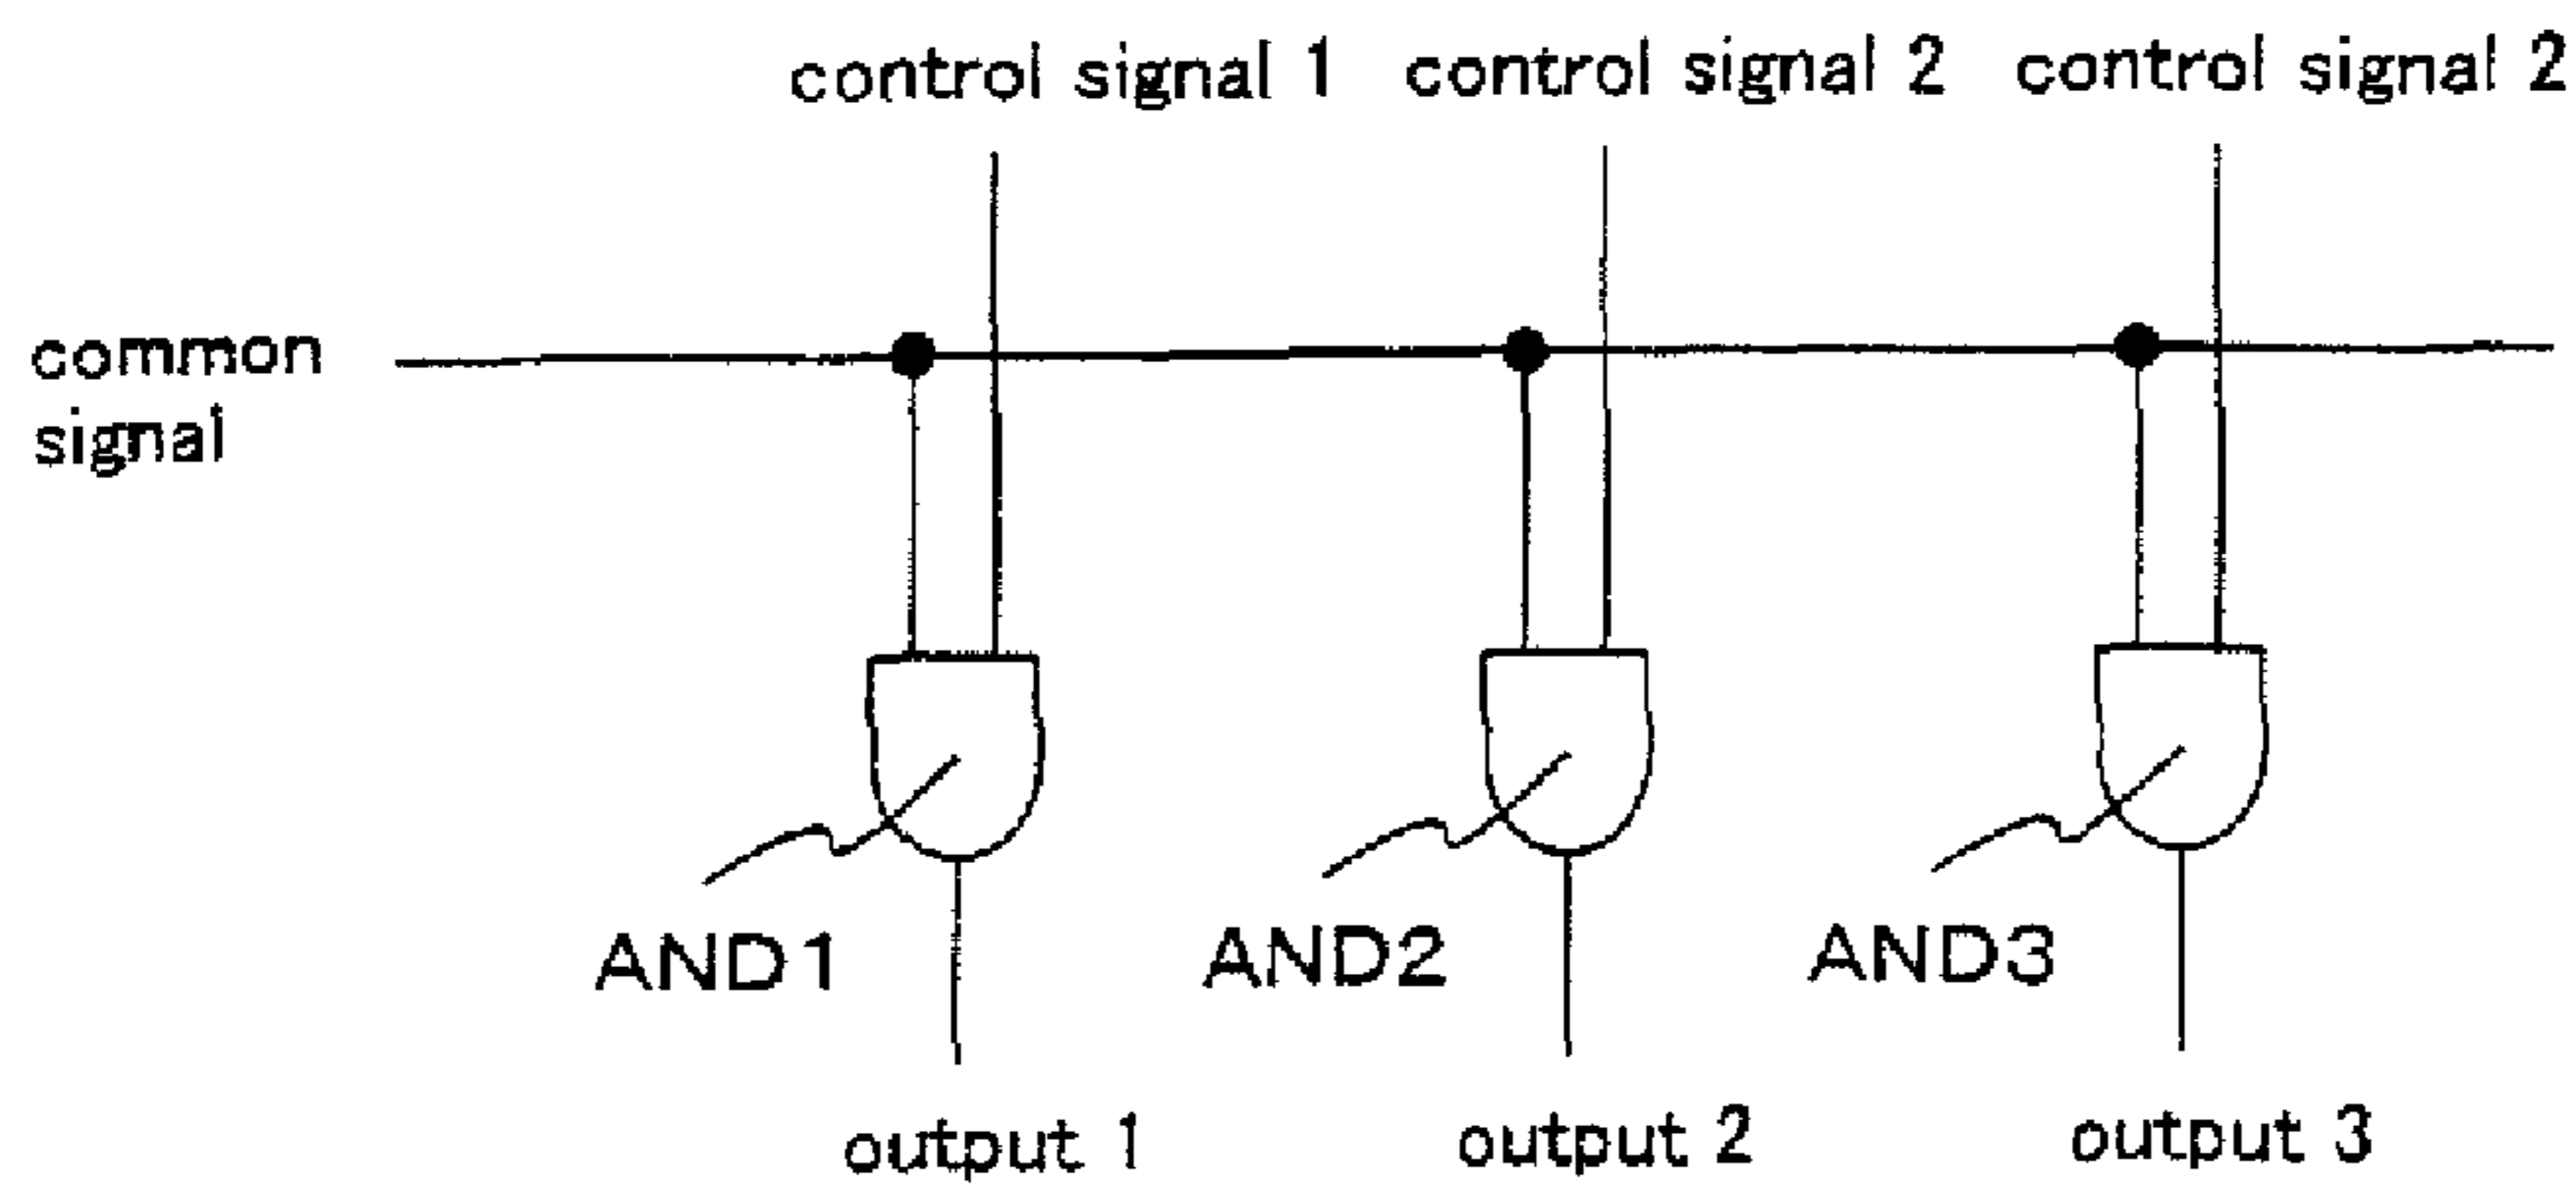 control signal 1 control signal 2 control signal 2
common
signal
AND1 AND2 AND3
output 1 output 2 output 3